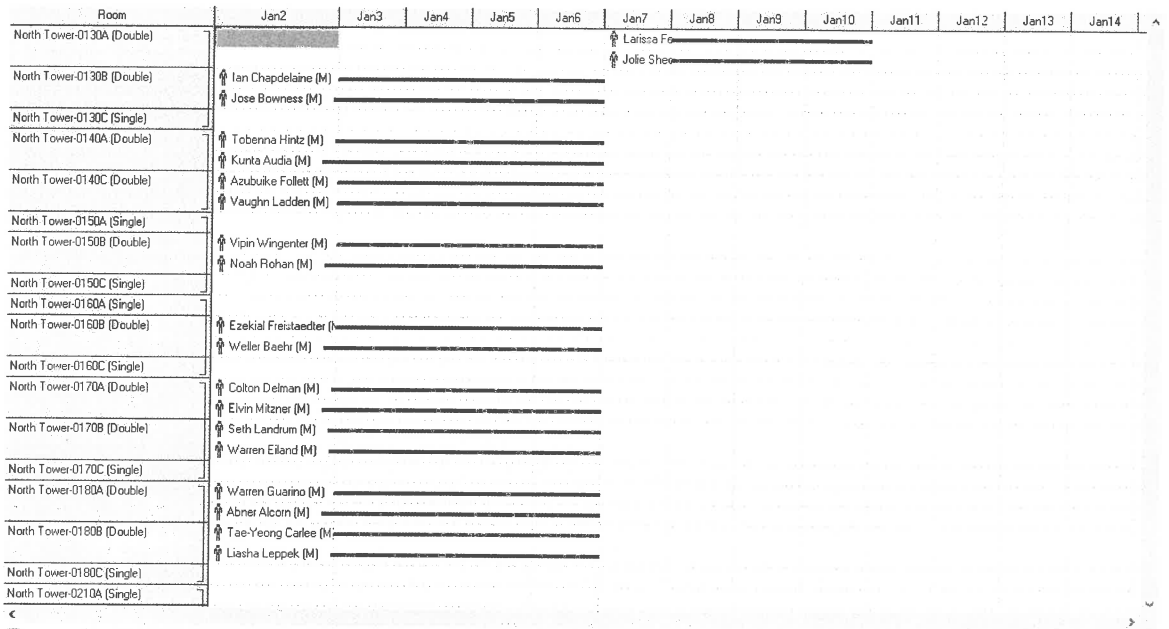 Room Jan2 Jan3 Jan4 Jan5 Jan6 Jan7 Jan8 Jan9 Jan10 Jan11 Jan12 Jan13 Jan14
North Tower-0130A (Double) Larissa Fe
Jolie Shee
North Tower-0130B (Double) Ian Chapdelaine (M)
Jose Bowness (M)
North Tower-0130C (Single)
North Tower-0140A (Double) Tobenna Hintz (M)
Kunta Audia (M)
North Tower-0140C (Double) Azubuike Follett (M)
Vaughn Ladden (M)
North Tower-0150A (Single)
North Tower-0150B (Double) Vipin Wingenter (M)
Noah Rohan (M)
North Tower-0150C (Single)
North Tower-0160A (Single)
North Tower-0160B (Double) Ezekial Freistaedter (M
Weller Baehr (M)
North Tower-0160C (Single)
North Tower-0170A (Double) Colton Delman (M)
Elvin Mitzner (M)
North Tower-0170B (Double) Seth Landrum (M)
Warren Eiland (M)
North Tower-0170C (Single)
North Tower-0180A (Double) Warren Guarino (M)
Abner Alcorn (M)
North Tower-0180B (Double) Tae-Yeong Carlee (M
Liasha Leppek (M)
North Tower-0180C (Single)
North Tower-0210A (Single)